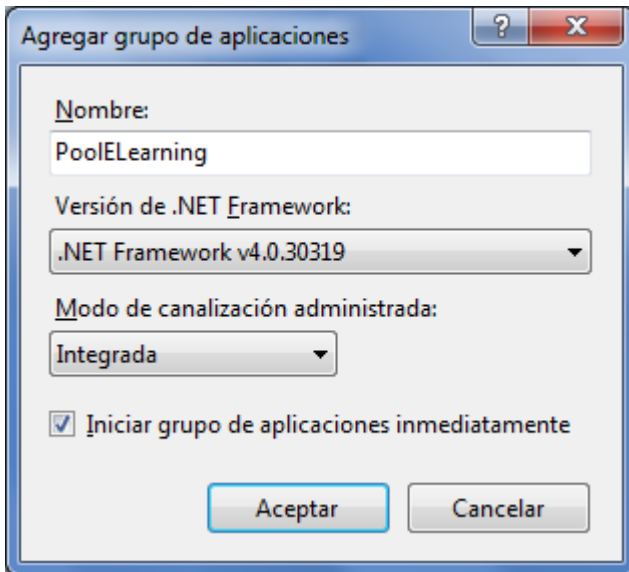 Agregar grupo de aplicaciones
Nombre:
PoolELearning
Versión de .NET Framework:
.NET Framework v4.0.30319
Modo de canalización administrada:
Integrada
Iniciar grupo de aplicaciones inmediatamente
Aceptar Cancelar